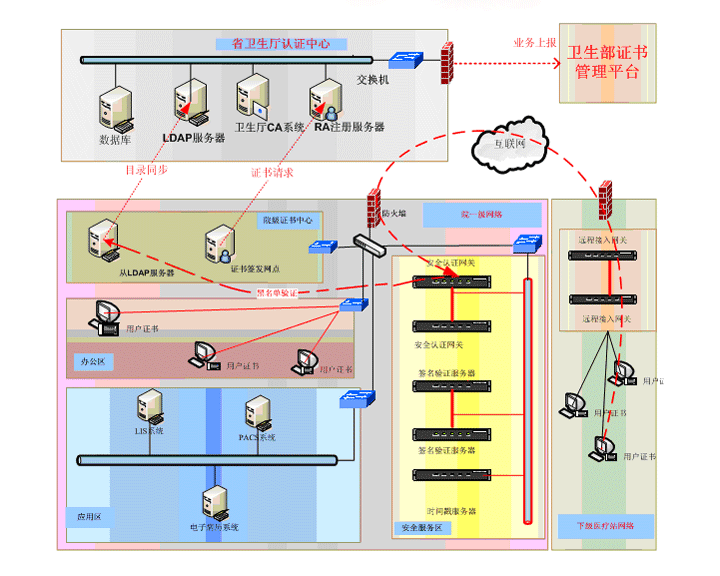 省卫生厅认证中心
业务上报
卫生部证书
管理平台
交换机
数据库
LDAP服务器
卫生厅CA系统
RA注册服务器
互联网
目录同步
证书请求
院级证书中心
防火墙
院一级网络
从LDAP服务器
证书签发网点
安全认证网关
远程接入网关
黑名单验证
用户证书
用户证书
用户证书
办公区
安全认证网关
签名验证服务器
签名验证服务器
时间戳服务器
安全服务区
远程接入网关
用户证
用户证书
用户证书
LIS系统
PACS系统
应用区
下级医疗站网络